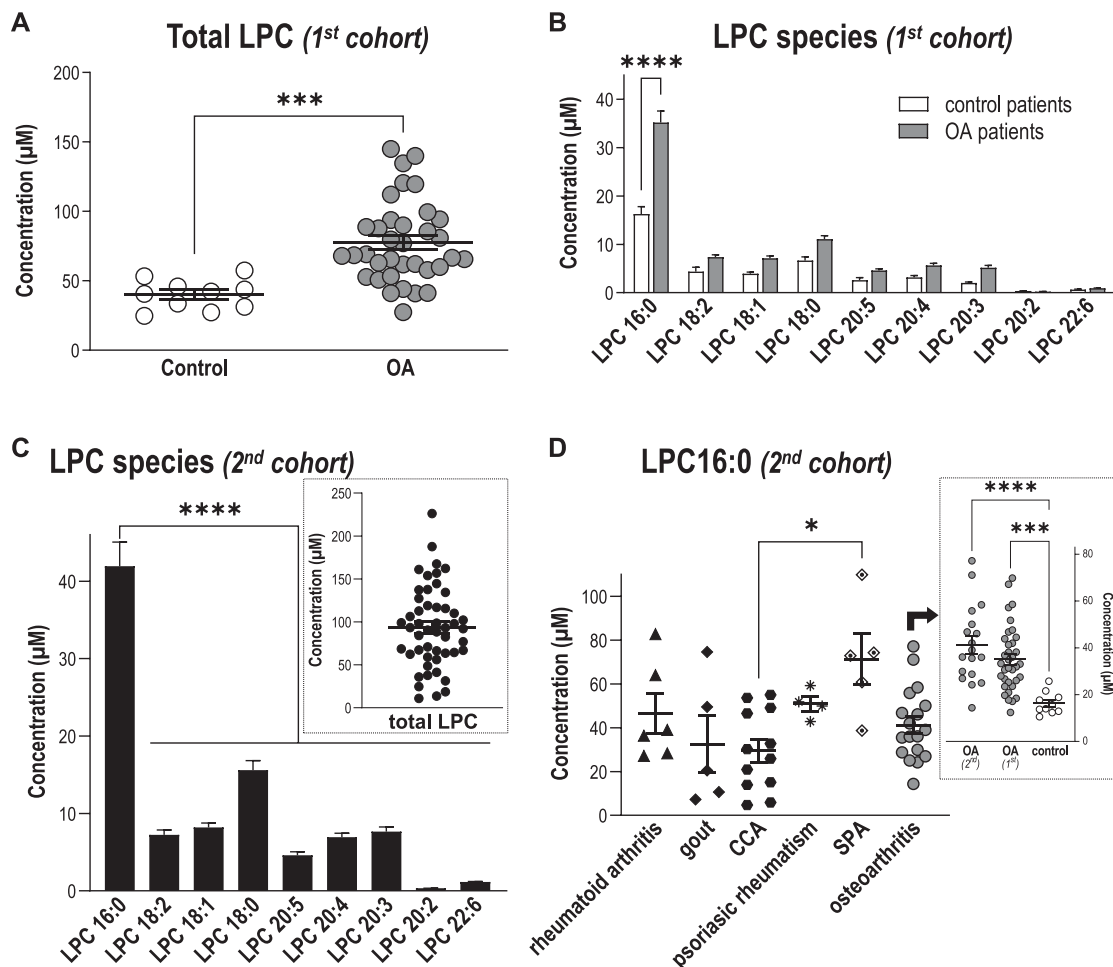 A
Total LPC (1st cohort)
***
Concentration (µM)
200
150
100
50
0
Control
OA
B
LPC species (1st cohort)
****
control patients
OA patients
Concentration (µM)
40
30
20
10
0
LPC 16:0
LPC 18:2
LPC 18:1
LPC 18:0
LPC 20:5
LPC 20:4
LPC 20:3
LPC 20:2
LPC 22:6
C
LPC species (2nd cohort)
****
Concentration (µM)
40
30
20
10
0
LPC 16:0
LPC 18:2
LPC 18:1
LPC 18:0
LPC 20:5
LPC 20:4
LPC 20:3
LPC 20:2
LPC 22:6
Concentration (µM)
250
200
150
100
50
0
total LPC
D
LPC16:0 (2nd cohort)
*
Concentration (µM)
100
80
60
40
20
0
rheumatoid arthritis
gout
CCA
psoriasic rheumatism
SPA
osteoarthritis
****
***
80
60
40
20
0
Concentration (µM)
OA
(2nd)
OA
(1st)
control